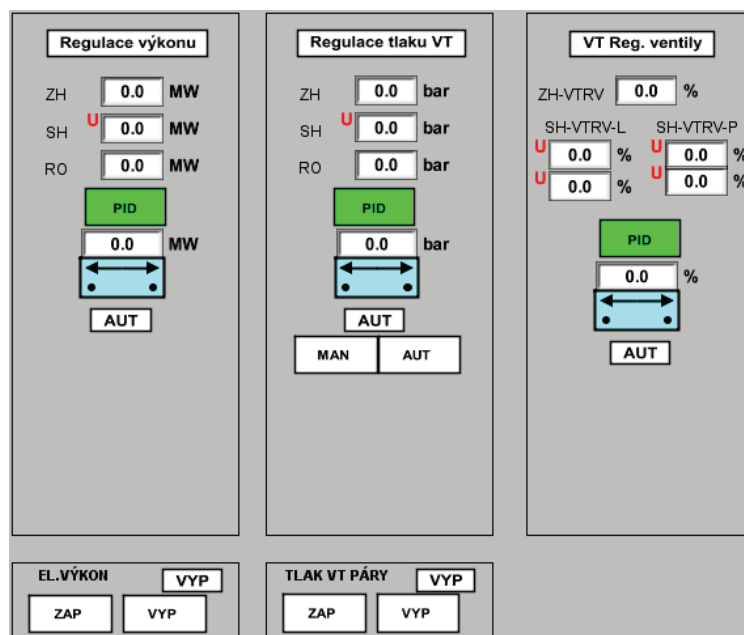 Regulace výkonu
ZH 0.0 MW
U
SH 0.0 MW
RO 0.0 MW
PID
0.0 MW
AUT
Regulace tlaku VT
ZH 0.0 bar
U
SH 0.0 bar
RO 0.0 bar
PID
0.0 bar
AUT
MAN AUT
VT Reg. ventily
ZH-VTRV 0.0 %
SH-VTRV-L SH-VTRV-P
U 0.0 % U 0.0 %
U 0.0 % U 0.0 %
PID
0.0 %
AUT
EL.VÝKON VYP
ZAP VYP
TLAK VT PÁRY VYP
ZAP VYP